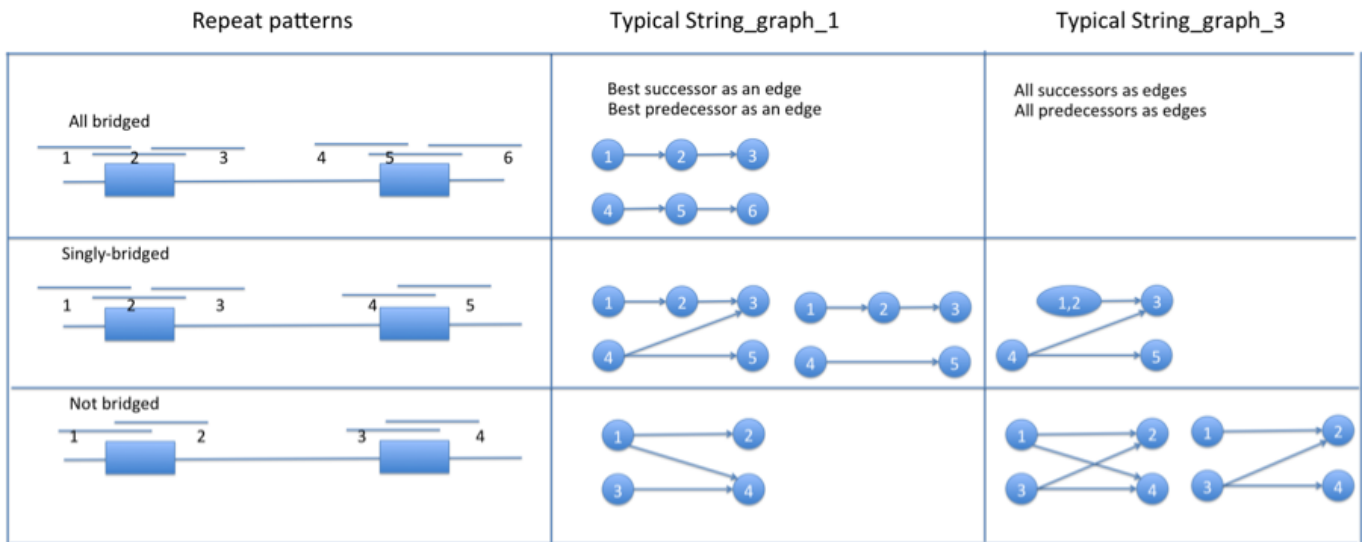 Repeat patterns
Typical String_graph_1
Typical String_graph_3
Best successor as an edge
Best predecessor as an edge
All successors as edges
All predecessors as edges
All bridged
1 2 3 4 5 6
1 2 3
4 5 6
Singly-bridged
1 2 3 4 5
1 2 3
4 5
1 2 3
4 5
1,2 3
4 5
Not bridged
1 2 3 4
1 2
3 4
1 2
3 4
1 2
3 4